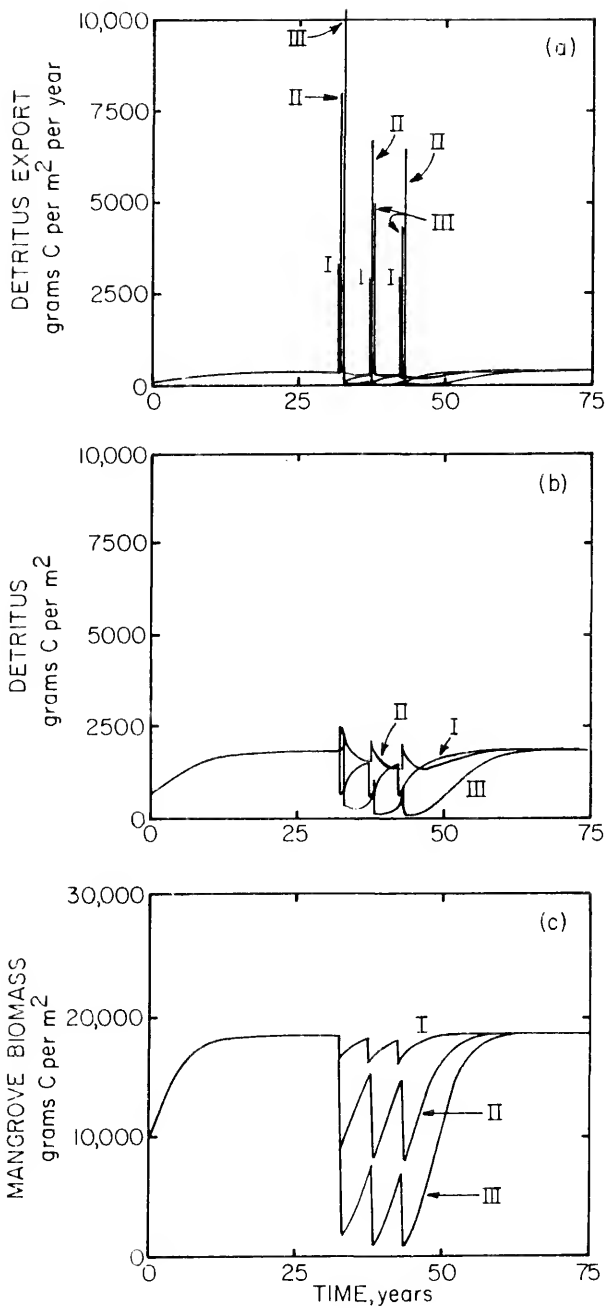 (a)
DETRITUS EXPORT
grams C per m² per year
10,000
7500
5000
2500
0
III
II
II
II
III
I
I
I
0 25 50 75
(b)
DETRITUS
grams C per m²
10,000
7500
5000
2500
0
II
I
III
0 25 50 75
(c)
MANGROVE BIOMASS
grams C per m²
30,000
20,000
10,000
0
I
II
III
0 25 50 75
TIME, years